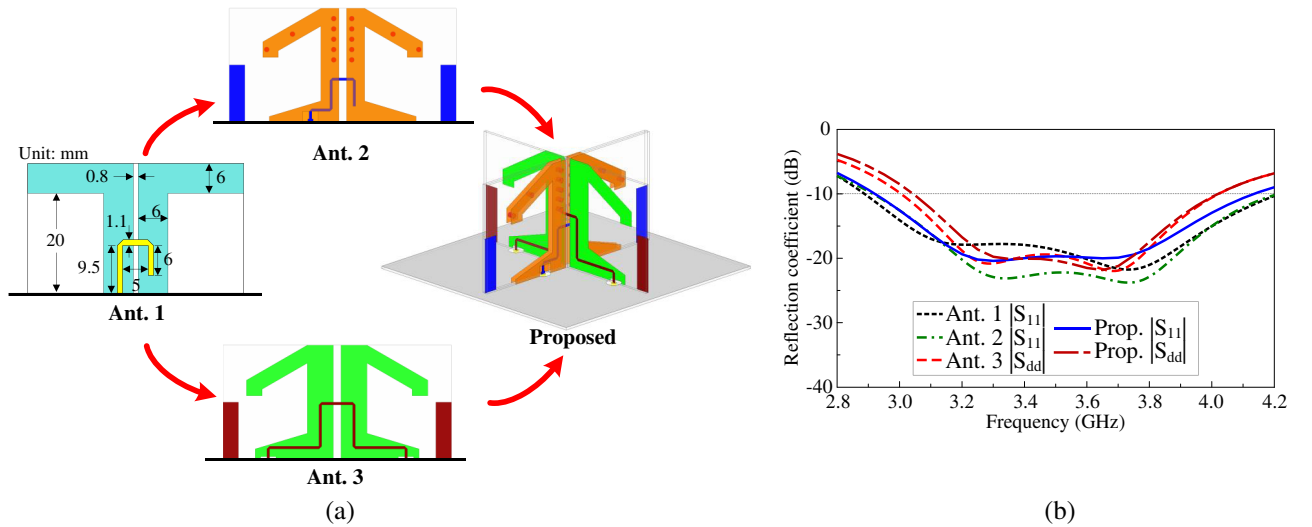 Ant. 2
Unit: mm
0.8
6
6
1.1
20
9.5
6
5
Ant. 1
Proposed
Ant. 3
(a)
0
-10
-20
-30
-40
Reflection coefficient (dB)
Ant. 1 |S11|
Ant. 2 |S11|
Ant. 3 |Sdd|
Prop. |S11|
Prop. |Sdd|
2.8 3.0 3.2 3.4 3.6 3.8 4.0 4.2
Frequency (GHz)
(b)